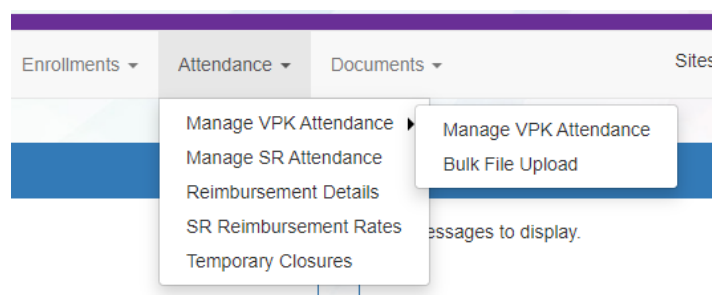 Enrollments Attendance Documents Sites
Manage VPK Attendance Manage VPK Attendance
Manage SR Attendance Bulk File Upload
Reimbursement Details
SR Reimbursement Rates
essages to display.
Temporary Closures